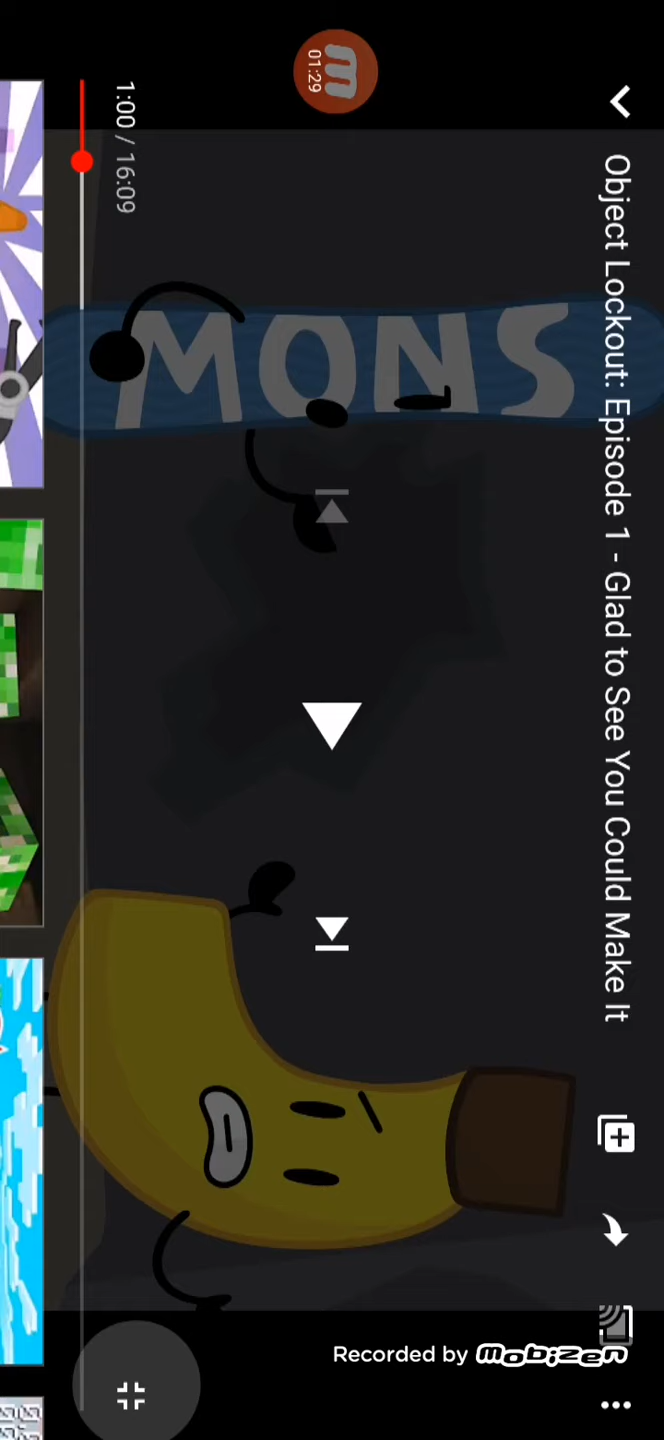 01:29
Object Lockout: Episode 1 - Glad to See You Could Make It
SNOM
1:00 / 16:09
Recorded by mobizen